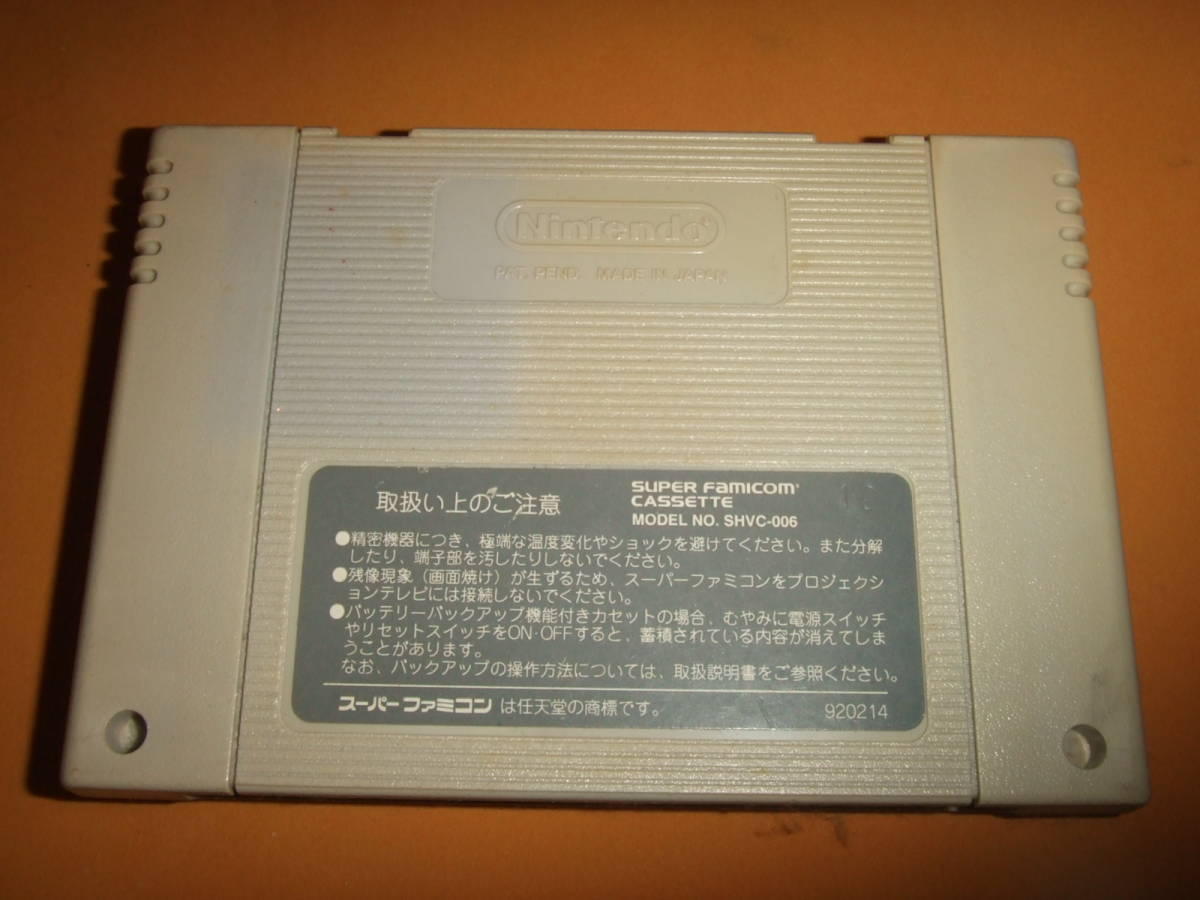 Nintendo®
PAT. PEND. MADE IN JAPAN
取扱い上のご注意
SUPER FAMICOM
CASSETTE
MODEL NO. SHVC-006
●精密機器につき、極端な温度変化やショックを避けてください。また分解
したり、端子部を汚したりしないでください。
●残像現象（画面焼け）が生ずるため、スーパーファミコンをプロジェクシ
ョンテレビには接続しないでください。
●バッテリーバックアップ機能付きカセットの場合、むやみに電源スイッチ
やリセットスイッチをON・OFFすると、蓄積されている内容が消えてしま
うことがあります。
なお、バックアップの操作方法については、取扱説明書をご参照ください。
スーパーファミコンは任天堂の商標です。
920214